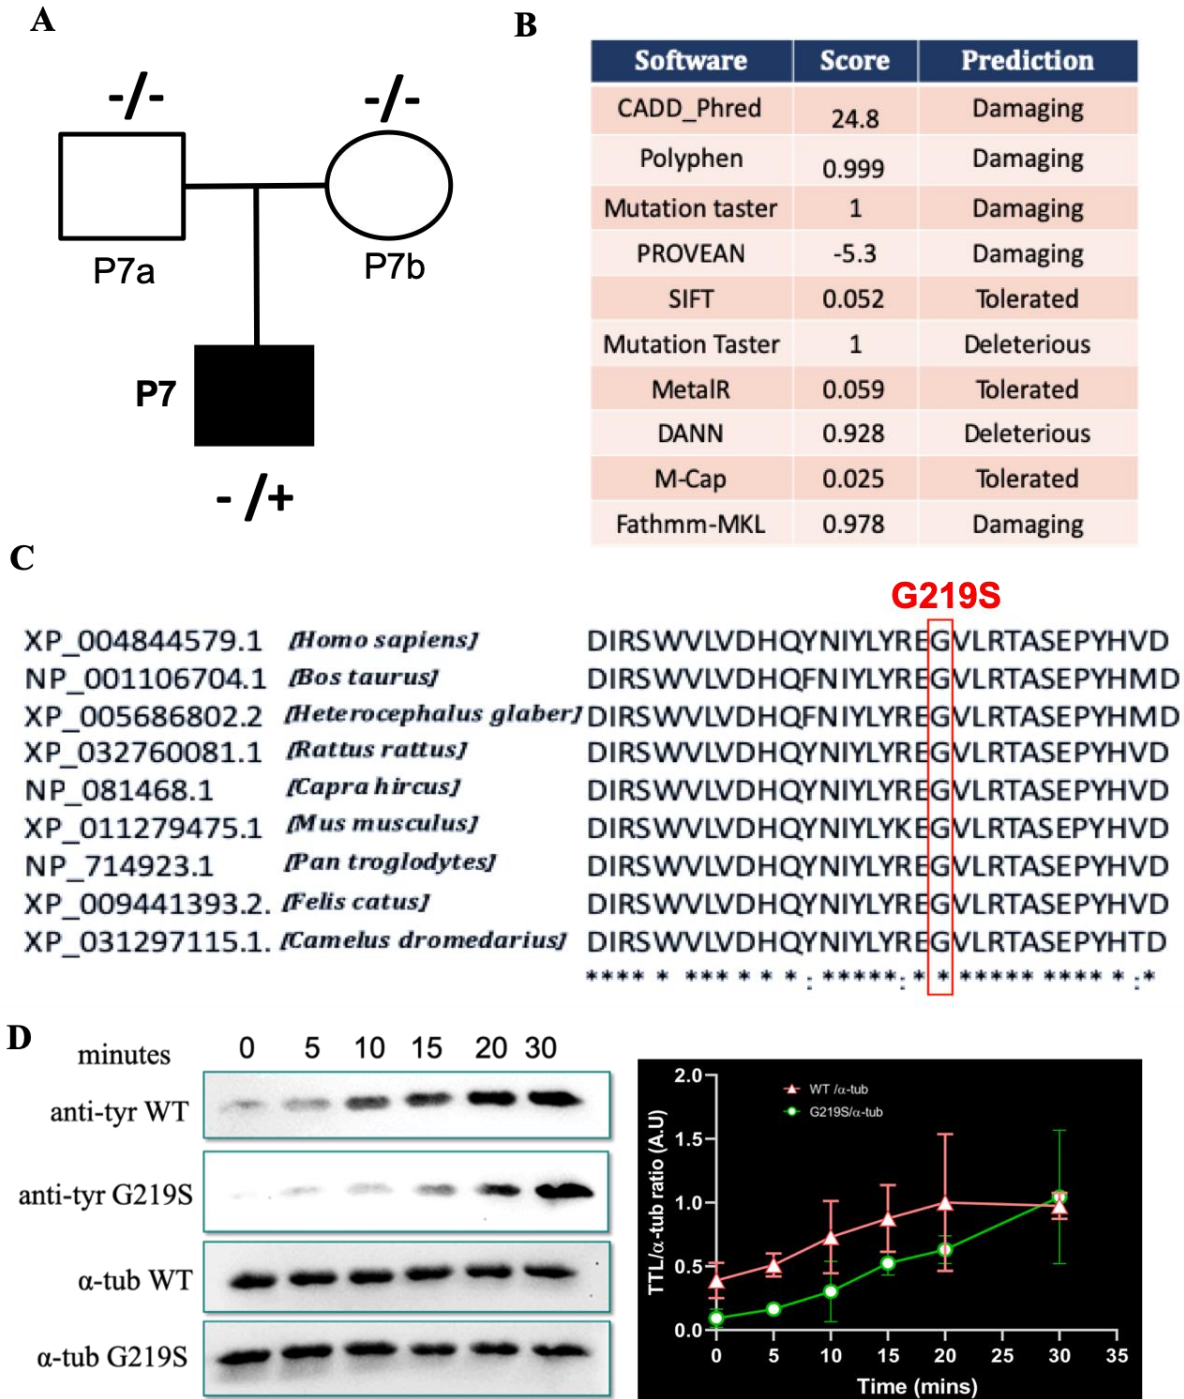 A
-/-
-/-
P7a
P7b
P7
- /+
B
Software Score Prediction
CADD_Phred 24.8 Damaging
Polyphen 0.999 Damaging
Mutation taster 1 Damaging
PROVEAN -5.3 Damaging
SIFT 0.052 Tolerated
Mutation Taster 1 Deleterious
MetalR 0.059 Tolerated
DANN 0.928 Deleterious
M-Cap 0.025 Tolerated
Fathmm-MKL 0.978 Damaging
C
G219S
XP_004844579.1 [Homo sapiens] DIRSWVLVDHQYNIYLYREGVLRTASEPYHVD
NP_001106704.1 [Bos taurus] DIRSWVLVDHQFNIYLYREGVLRTASEPYHMD
XP_005686802.2 [Heterocephalus glaber] DIRSWVLVDHQFNIYLYREGVLRTASEPYHMD
XP_032760081.1 [Rattus rattus] DIRSWVLVDHQYNIYLYREGVLRTASEPYHVD
NP_081468.1 [Capra hircus] DIRSWVLVDHQYNIYLYREGVLRTASEPYHVD
XP_011279475.1 [Mus musculus] DIRSWVLVDHQYNIYLYKEGVLRTASEPYHVD
NP_714923.1 [Pan troglodytes] DIRSWVLVDHQYNIYLYREGVLRTASEPYHVD
XP_009441393.2. [Felis catus] DIRSWVLVDHQYNIYLYREGVLRTASEPYHVD
XP_031297115.1. [Camelus dromedarius] DIRSWVLVDHQYNIYLYREGVLRTASEPYHTD
**** * *** * * * : *****: * * ***** **** * :*
D
minutes 0 5 10 15 20 30
anti-tyr WT
anti-tyr G219S
α-tub WT
α-tub G219S
TTL/α-tub ratio (A.U)
2.0
1.5
1.0
0.5
0.0
WT /α-tub
G219S/α-tub
0 5 10 15 20 25 30 35
Time (mins)